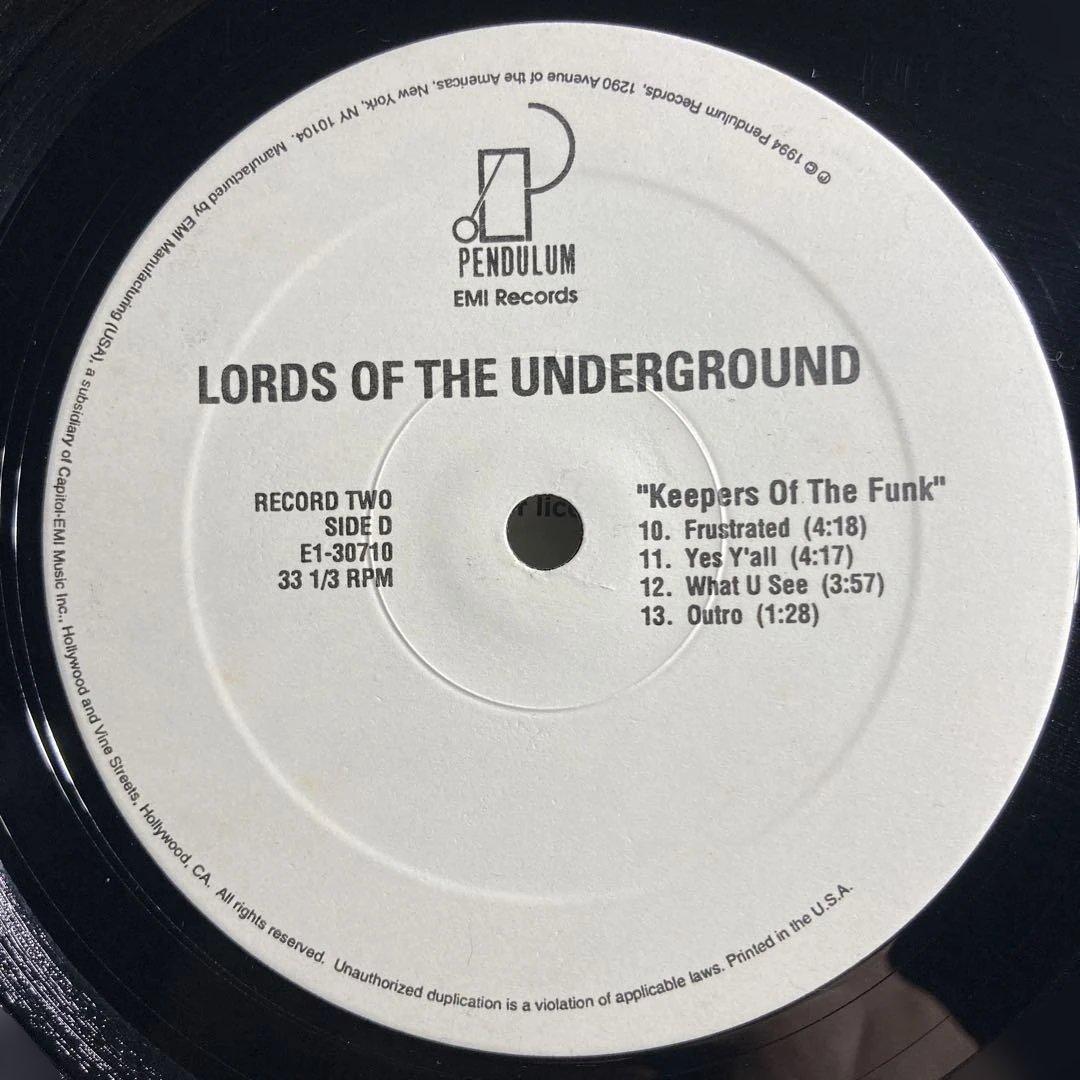 PENDULUM
EMI Records
LORDS OF THE UNDERGROUND
RECORD TWO
SIDE D
E1-30710
33 1/3 RPM
"Keepers Of The Funk"
10. Frustrated (4:18)
11. Yes Y'all (4:17)
12. What U See (3:57)
13. Outro (1:28)
℗ © 1994 Pendulum Records, 1290 Avenue of the Americas, New York, NY 10104. Manufactured by EMI Manufacturing (USA), a subsidiary of Capitol-EMI Music Inc., Hollywood and Vine Streets, Hollywood, CA. All rights reserved. Unauthorized duplication is a violation of applicable laws. Printed in the U.S.A.